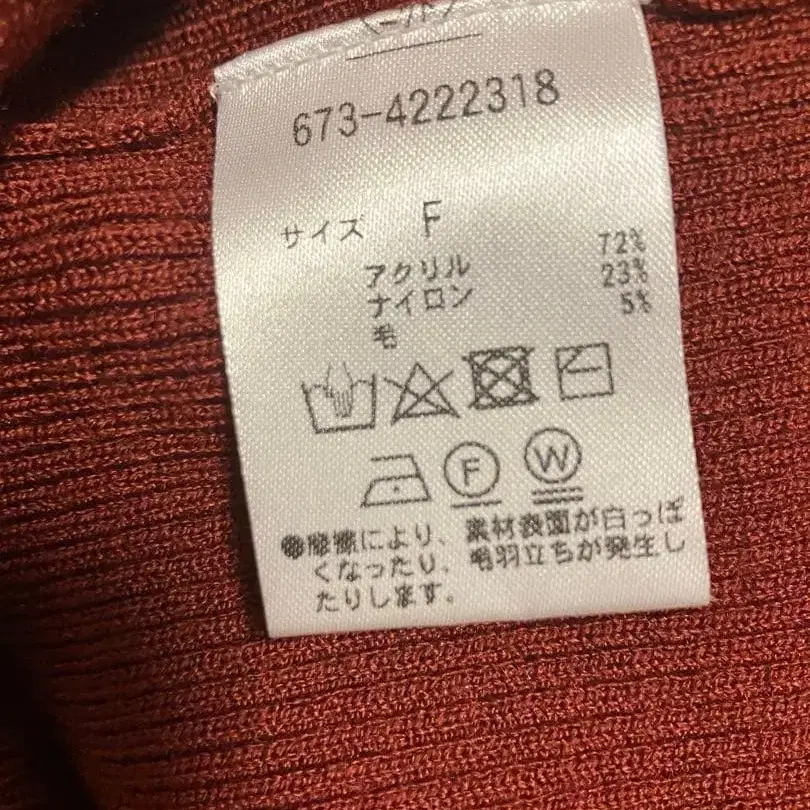 673-4222318
サイズ F
アクリル 72%
ナイロン 23%
毛 5%
F W
●摩擦により、素材表面が白っぽ
くなったり、毛羽立ちが発生し
たりします。